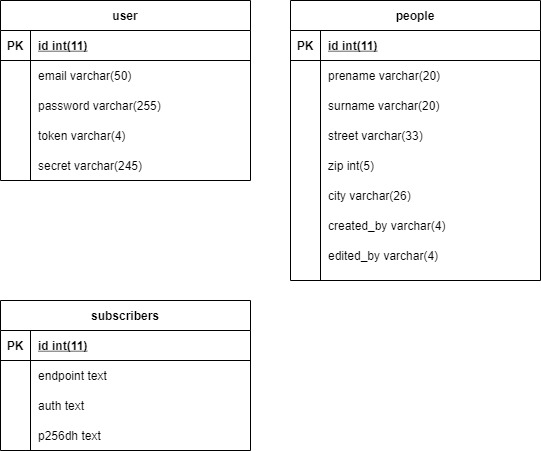 user
PK id int(11)
email varchar(50)
password varchar(255)
token varchar(4)
secret varchar(245)
people
PK id int(11)
prename varchar(20)
surname varchar(20)
street varchar(33)
zip int(5)
city varchar(26)
created_by varchar(4)
edited_by varchar(4)
subscribers
PK id int(11)
endpoint text
auth text
p256dh text